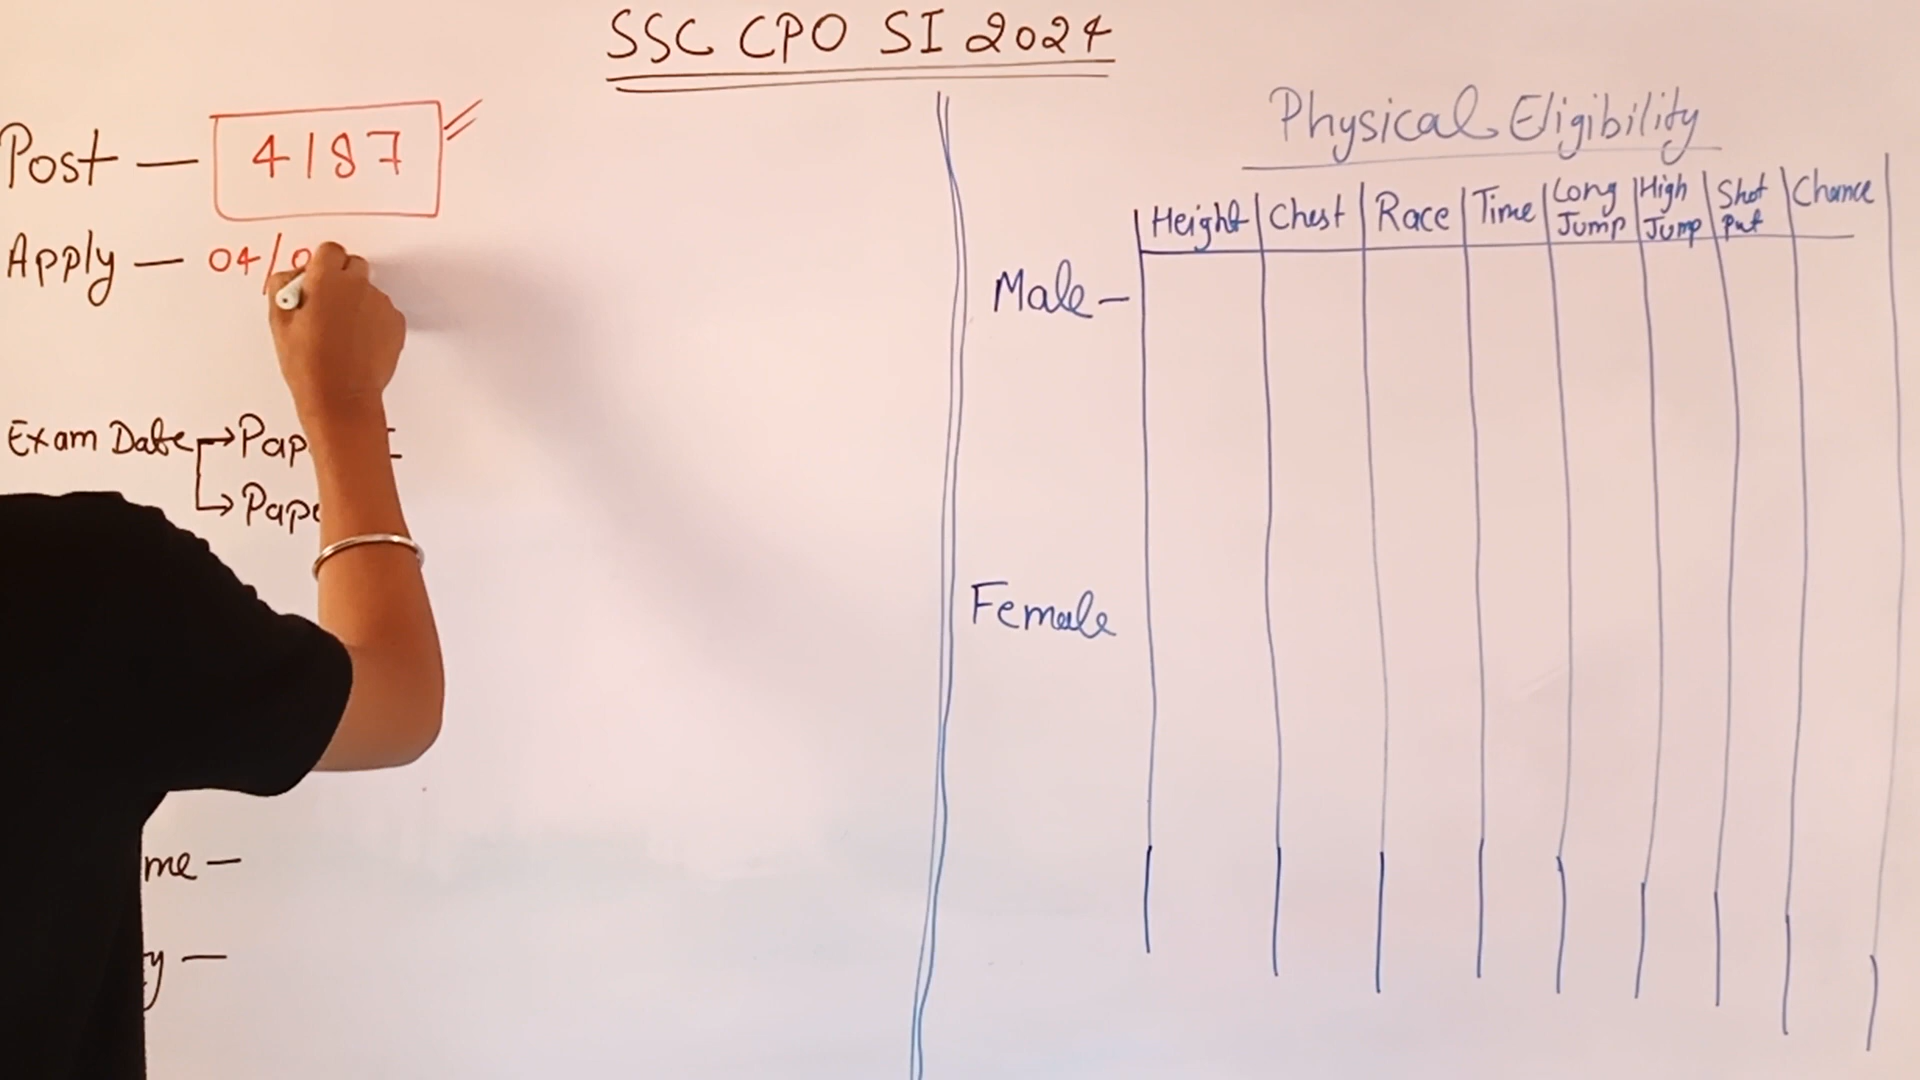 SSC CPO SI 2024
Post — 4187
Apply — 04/0
Exam Date → Pap
→ Pap
me —
y —
Physical Eligibility
Height Chest Race Time Long Jump High Jump Shot Put Chance
Male —
Female